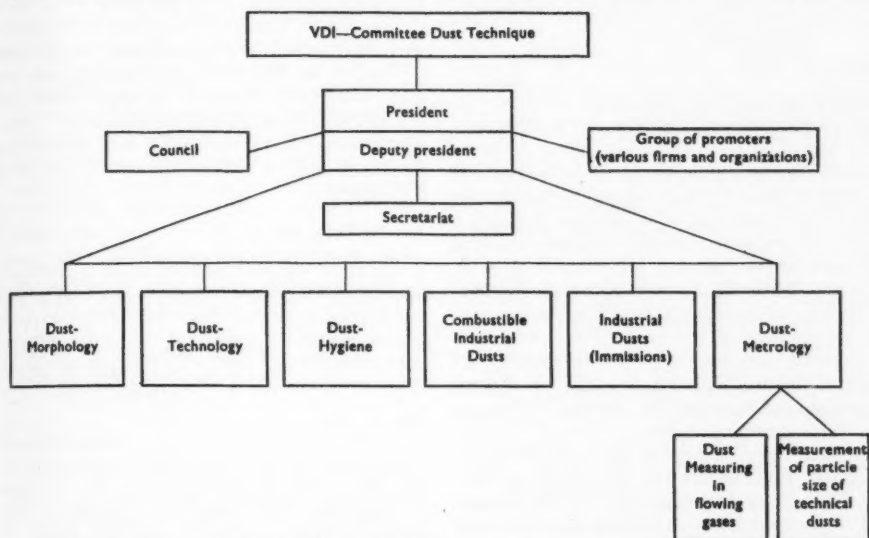 VDI—Committee Dust Technique
President
Council
Deputy president
Group of promoters
(various firms and organizations)
Secretariat
Dust-
Morphology
Dust-
Technology
Dust-
Hygiene
Combustible
Industrial
Dusts
Industrial
Dusts
(Immissions)
Dust-
Metrology
Dust
Measuring
in
flowing
gases
Measurement
of particle
size of
technical
dusts